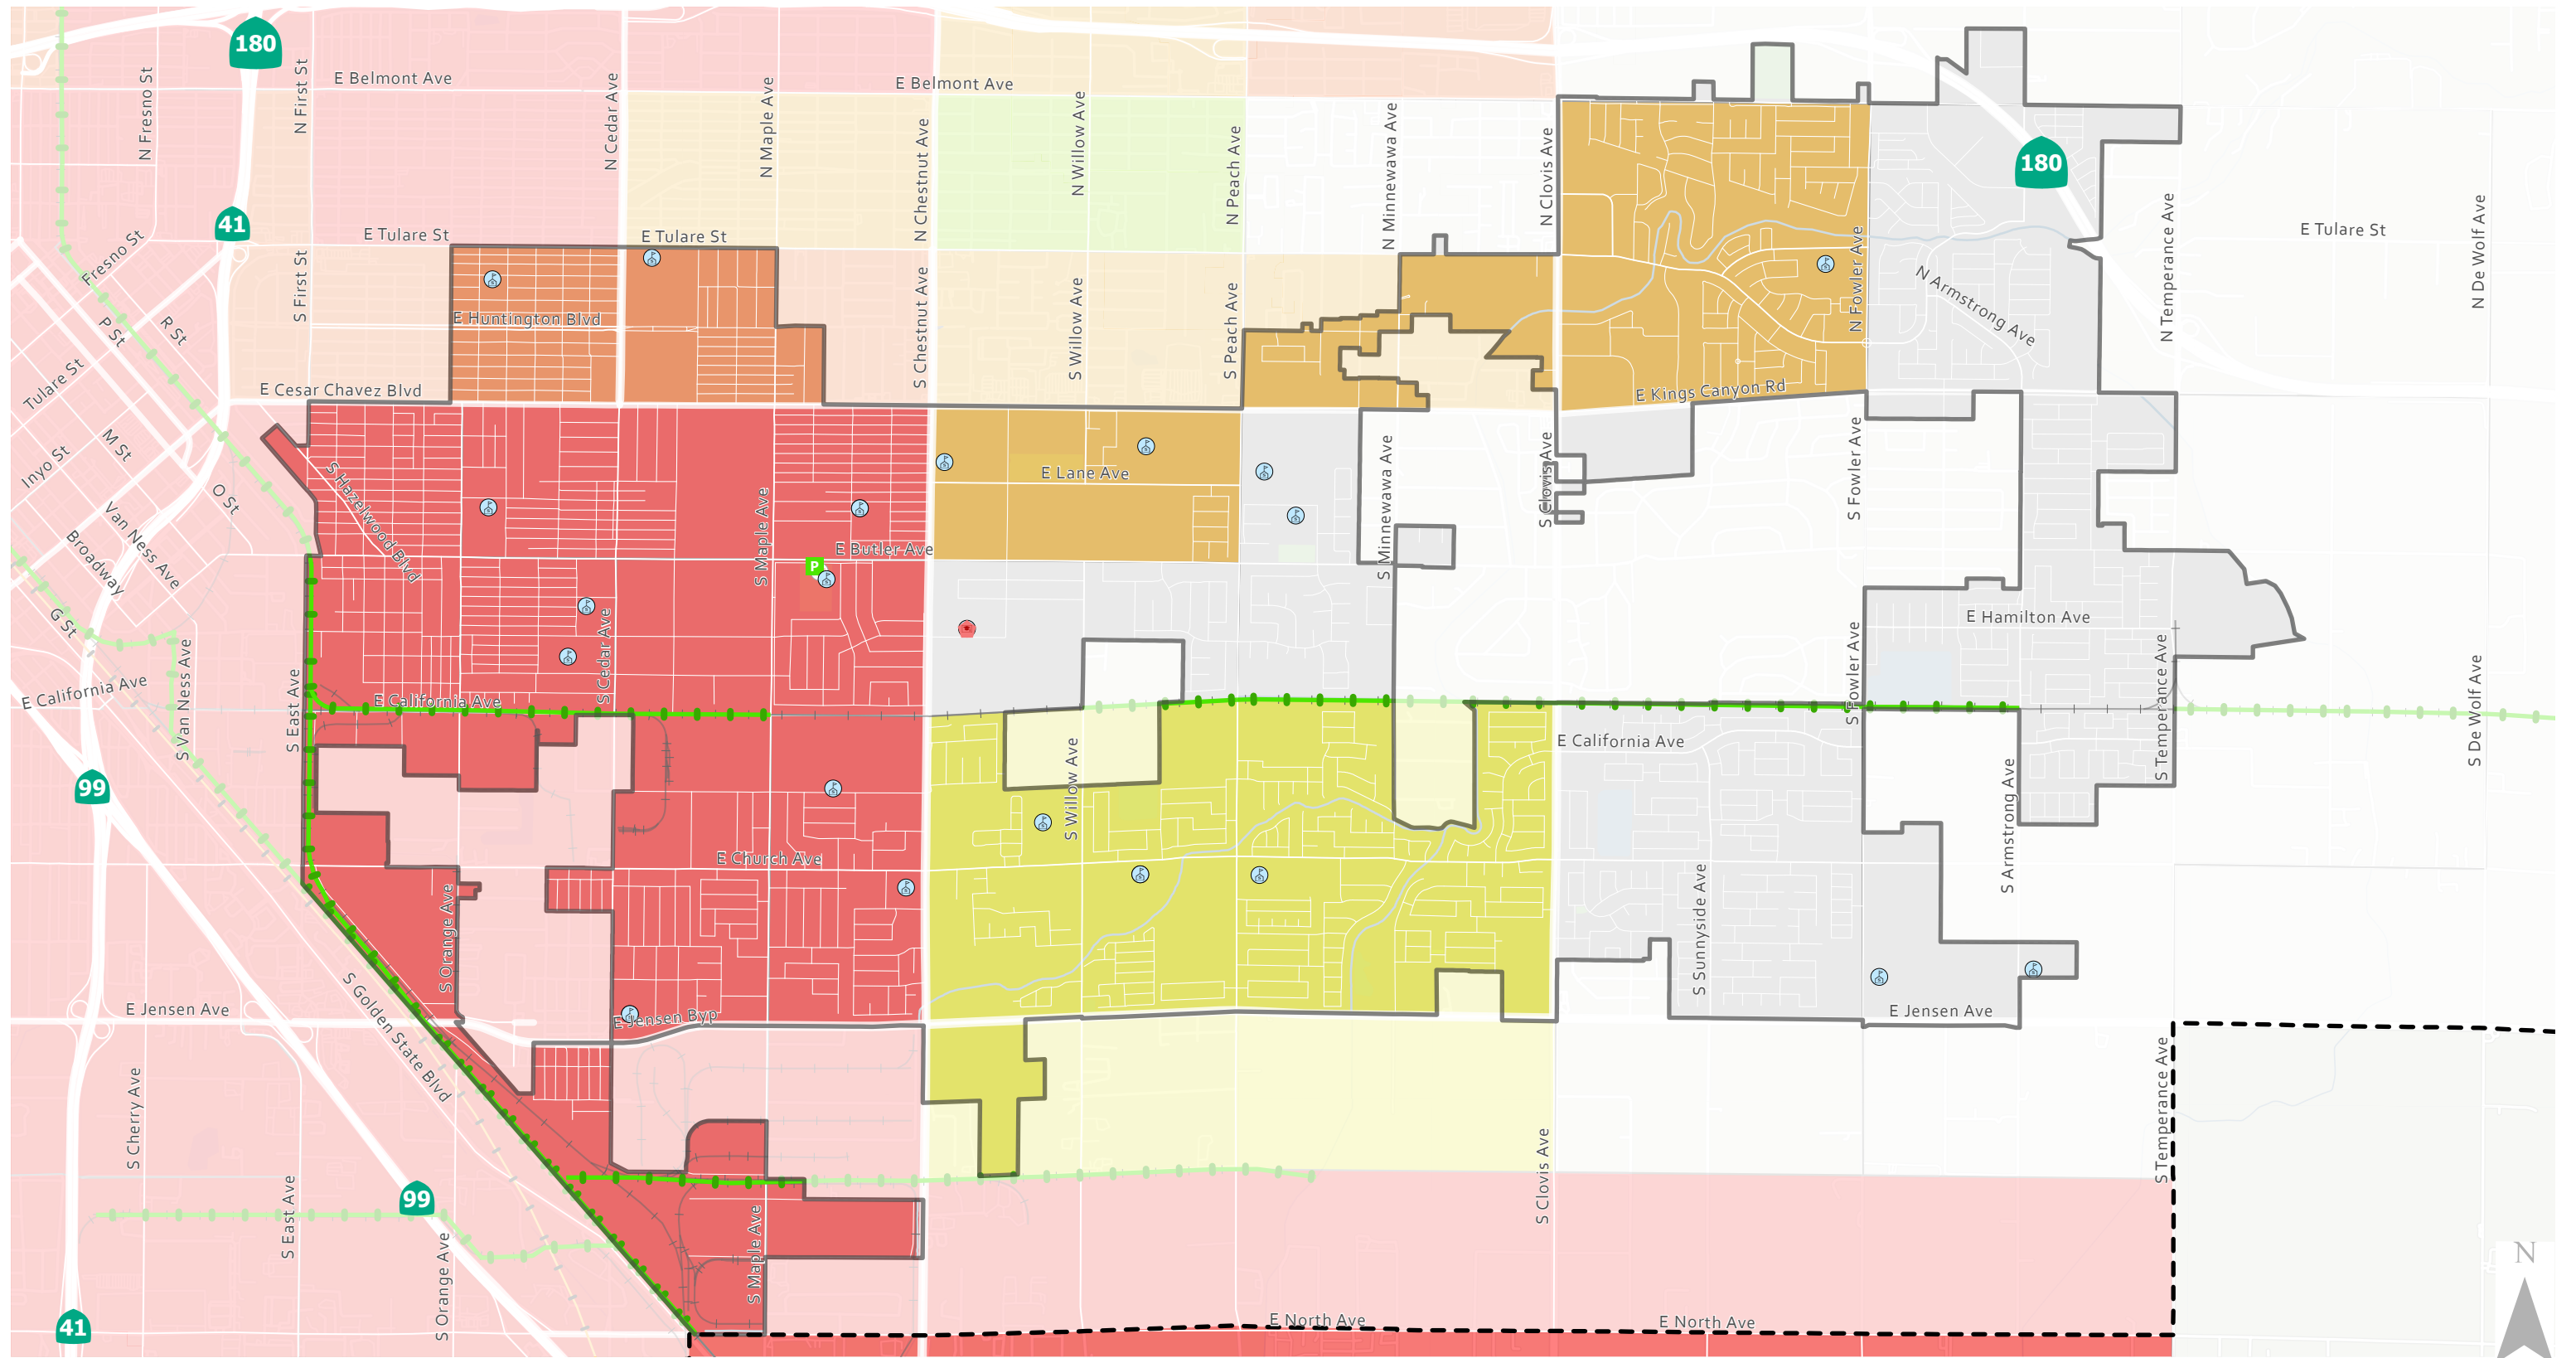 180
E Belmont Ave
E Belmont Ave
N Fresno St
N First St
N Cedar Ave
N Maple Ave
N Chestnut Ave
N Willow Ave
N Peach Ave
N Minnewawa Ave
N Clovis Ave
180
41
E Tulare St
E Tulare St
E Tulare St
N Fowler Ave
N Armstrong Ave
N Temperance Ave
N De Wolf Ave
Fresno St
P St
R St
S First St
E Huntington Blvd
S Chestnut Ave
S Willow Ave
S Peach Ave
Tulare St
E Cesar Chavez Blvd
E Kings Canyon Rd
Inyo St
M St
O St
S Hazelwood Blvd
E Lane Ave
S Minnewawa Ave
S Clovis Ave
S Fowler Ave
Van Ness Ave
Broadway
S Maple Ave
E Butler Ave
P
G St
E Hamilton Ave
E California Ave
S Van Ness Ave
S East Ave
E California Ave
S Cedar Ave
S Fowler Ave
S Temperance Ave
S De Wolf Ave
E California Ave
99
S Willow Ave
S Armstrong Ave
E Church Ave
S Orange Ave
S Sunnyside Ave
E Jensen Ave
S Golden State Blvd
E Jensen Byp
E Jensen Ave
S Cherry Ave
S Temperance Ave
99
S East Ave
S Orange Ave
S Maple Ave
S Clovis Ave
N
41
E North Ave
E North Ave